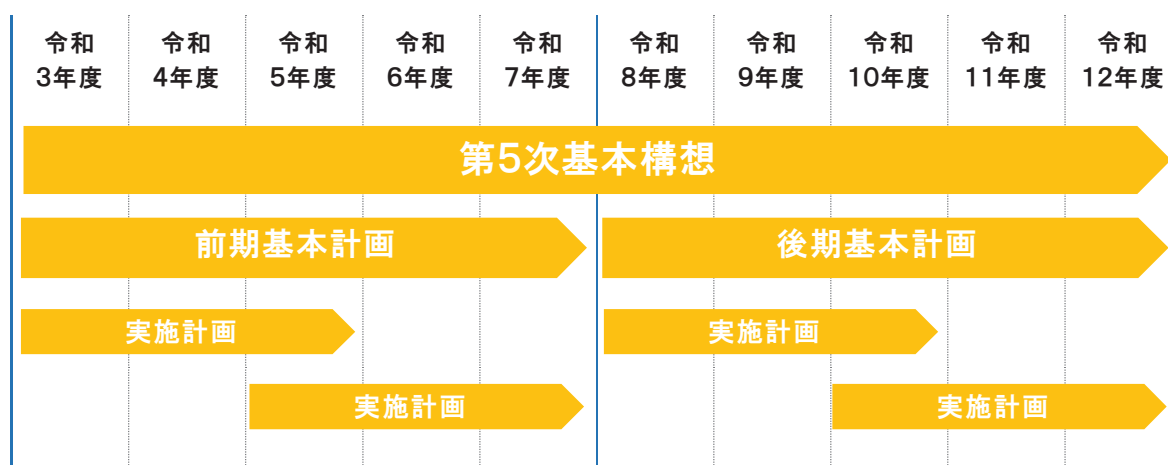 令和 令和 令和 令和 令和 令和 令和 令和 令和 令和
3年度 4年度 5年度 6年度 7年度 8年度 9年度 10年度 11年度 12年度
第5次基本構想
前期基本計画 後期基本計画
実施計画 実施計画
実施計画 実施計画